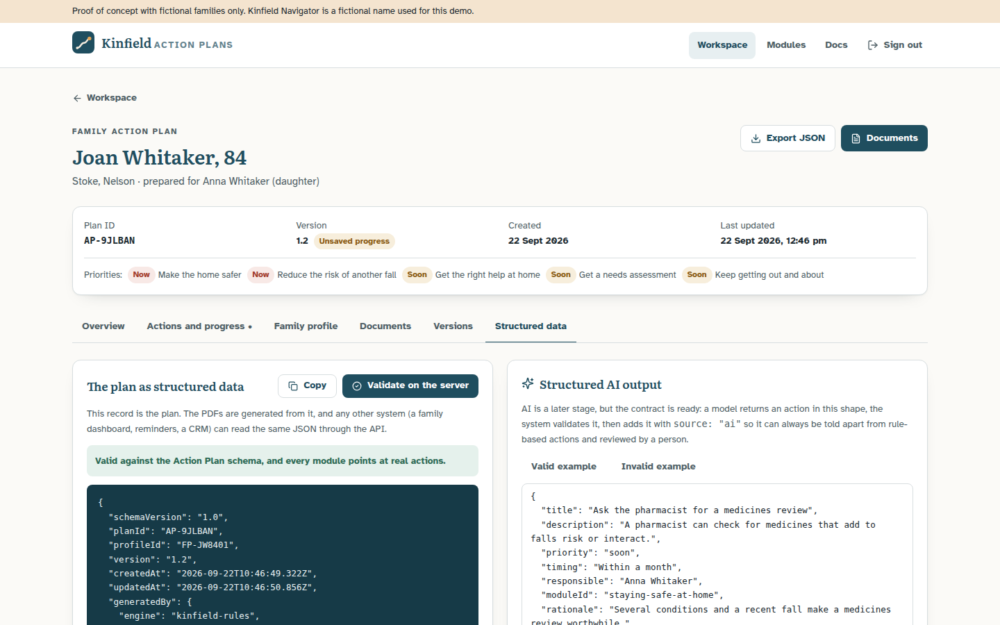 Proof of concept with fictional families only. Kinfield Navigator is a fictional name used for this demo.
Kinfield ACTION PLANS
Workspace
Modules
Docs
Sign out
Workspace
FAMILY ACTION PLAN
Joan Whitaker, 84
Stoke, Nelson · prepared for Anna Whitaker (daughter)
Export JSON
Documents
Plan ID
AP-9JLBAN
Version
1.2 Unsaved progress
Created
22 Sept 2026
Last updated
22 Sept 2026, 12:46 pm
Priorities: Now Make the home safer Now Reduce the risk of another fall Soon Get the right help at home Soon Get a needs assessment Soon Keep getting out and about
Overview
Actions and progress •
Family profile
Documents
Versions
Structured data
The plan as structured data
Copy
Validate on the server
This record is the plan. The PDFs are generated from it, and any other system (a family
dashboard, reminders, a CRM) can read the same JSON through the API.
Valid against the Action Plan schema, and every module points at real actions.
{
"schemaVersion": "1.0",
"planId": "AP-9JLBAN",
"profileId": "FP-JW8401",
"version": "1.2",
"createdAt": "2026-09-22T10:46:49.322Z",
"updatedAt": "2026-09-22T10:46:50.856Z",
"generatedBy": {
"engine": "kinfield-rules",
Structured AI output
AI is a later stage, but the contract is ready: a model returns an action in this shape, the
system validates it, then adds it with source: "ai" so it can always be told apart from rule-
based actions and reviewed by a person.
Valid example
Invalid example
{
"title": "Ask the pharmacist for a medicines review",
"description": "A pharmacist can check for medicines that add to
falls risk or interact.",
"priority": "soon",
"timing": "Within a month",
"responsible": "Anna Whitaker",
"moduleId": "staying-safe-at-home",
"rationale": "Several conditions and a recent fall make a medicines
review worthwhile."